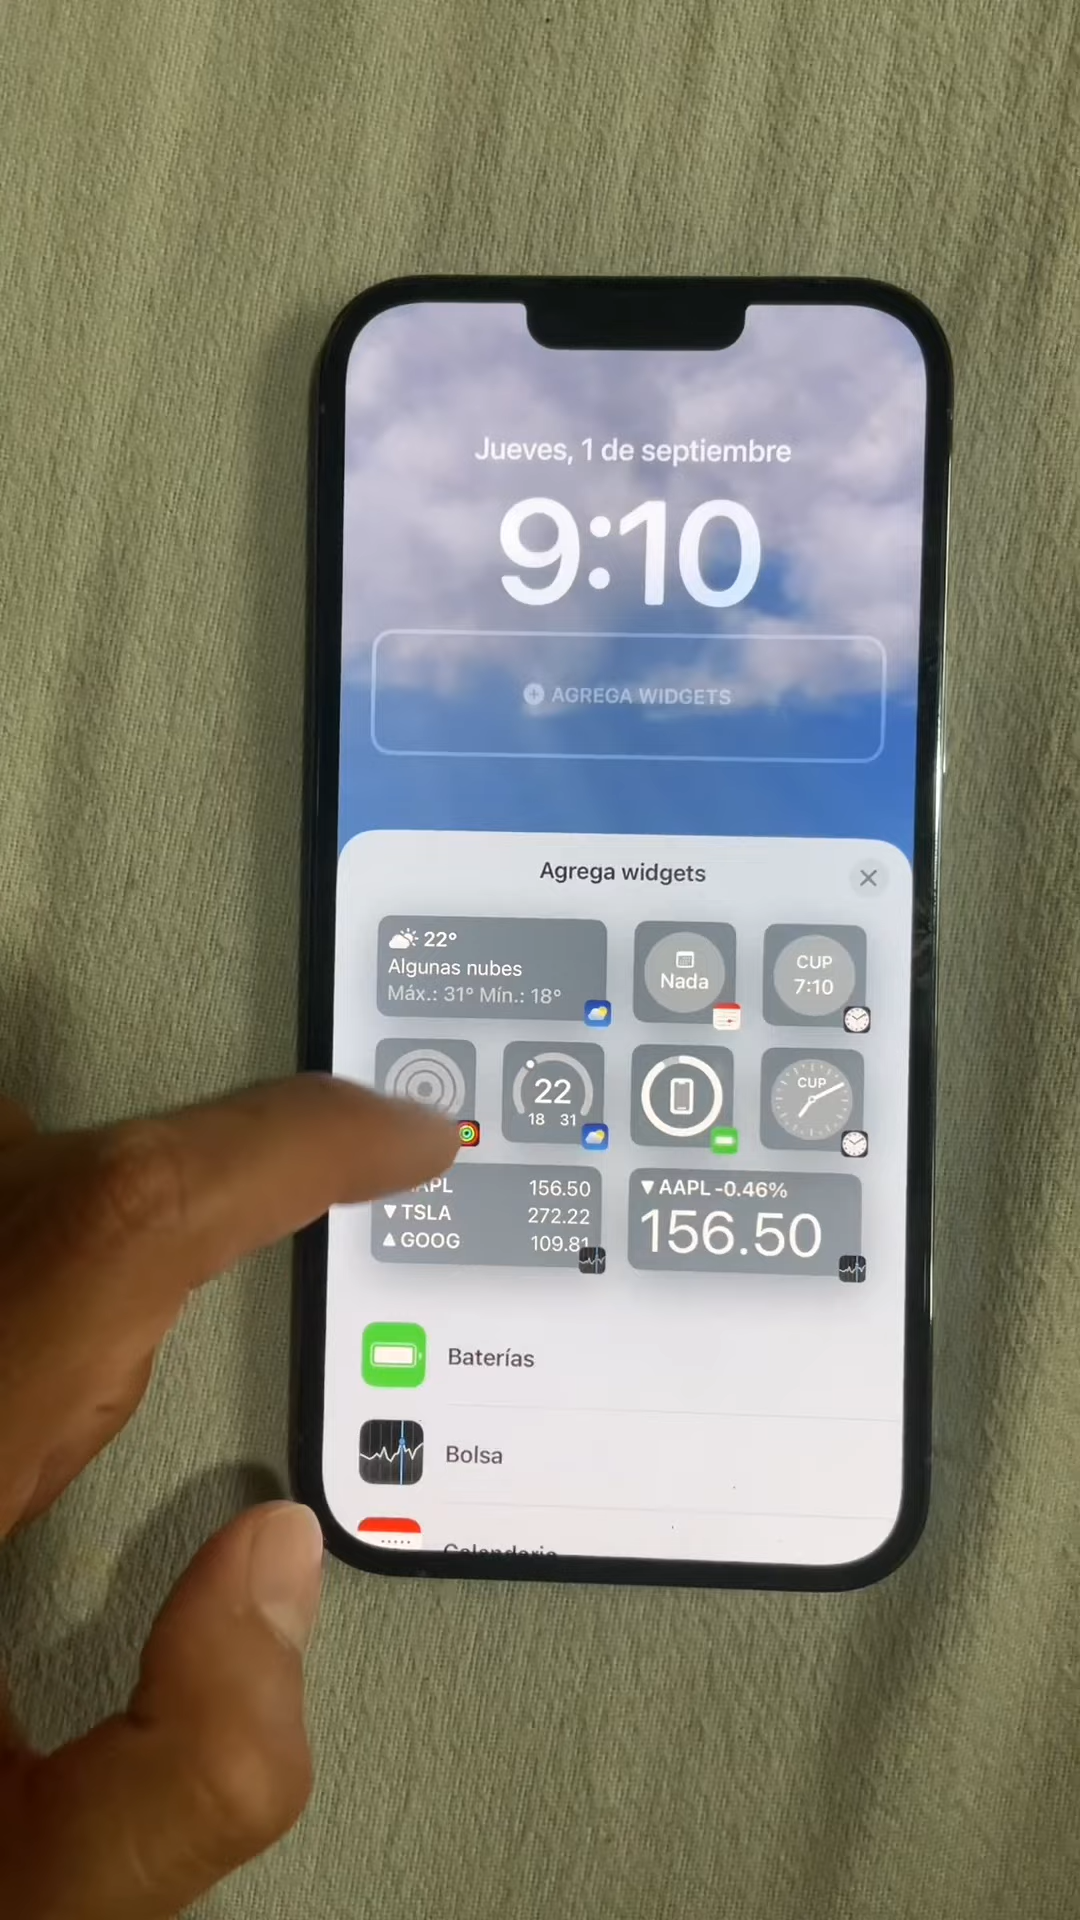 Jueves, 1 de septiembre
9:10
AGREGA WIDGETS
Agrega widgets
22°
Algunas nubes
Máx.: 31° Mín.: 18°
Nada
CUP
7:10
22
18 31
CUP
AAPL 156.50
▼ TSLA 272.22
▲ GOOG 109.81
▼ AAPL -0.46%
156.50
Baterías
Bolsa
Calendario